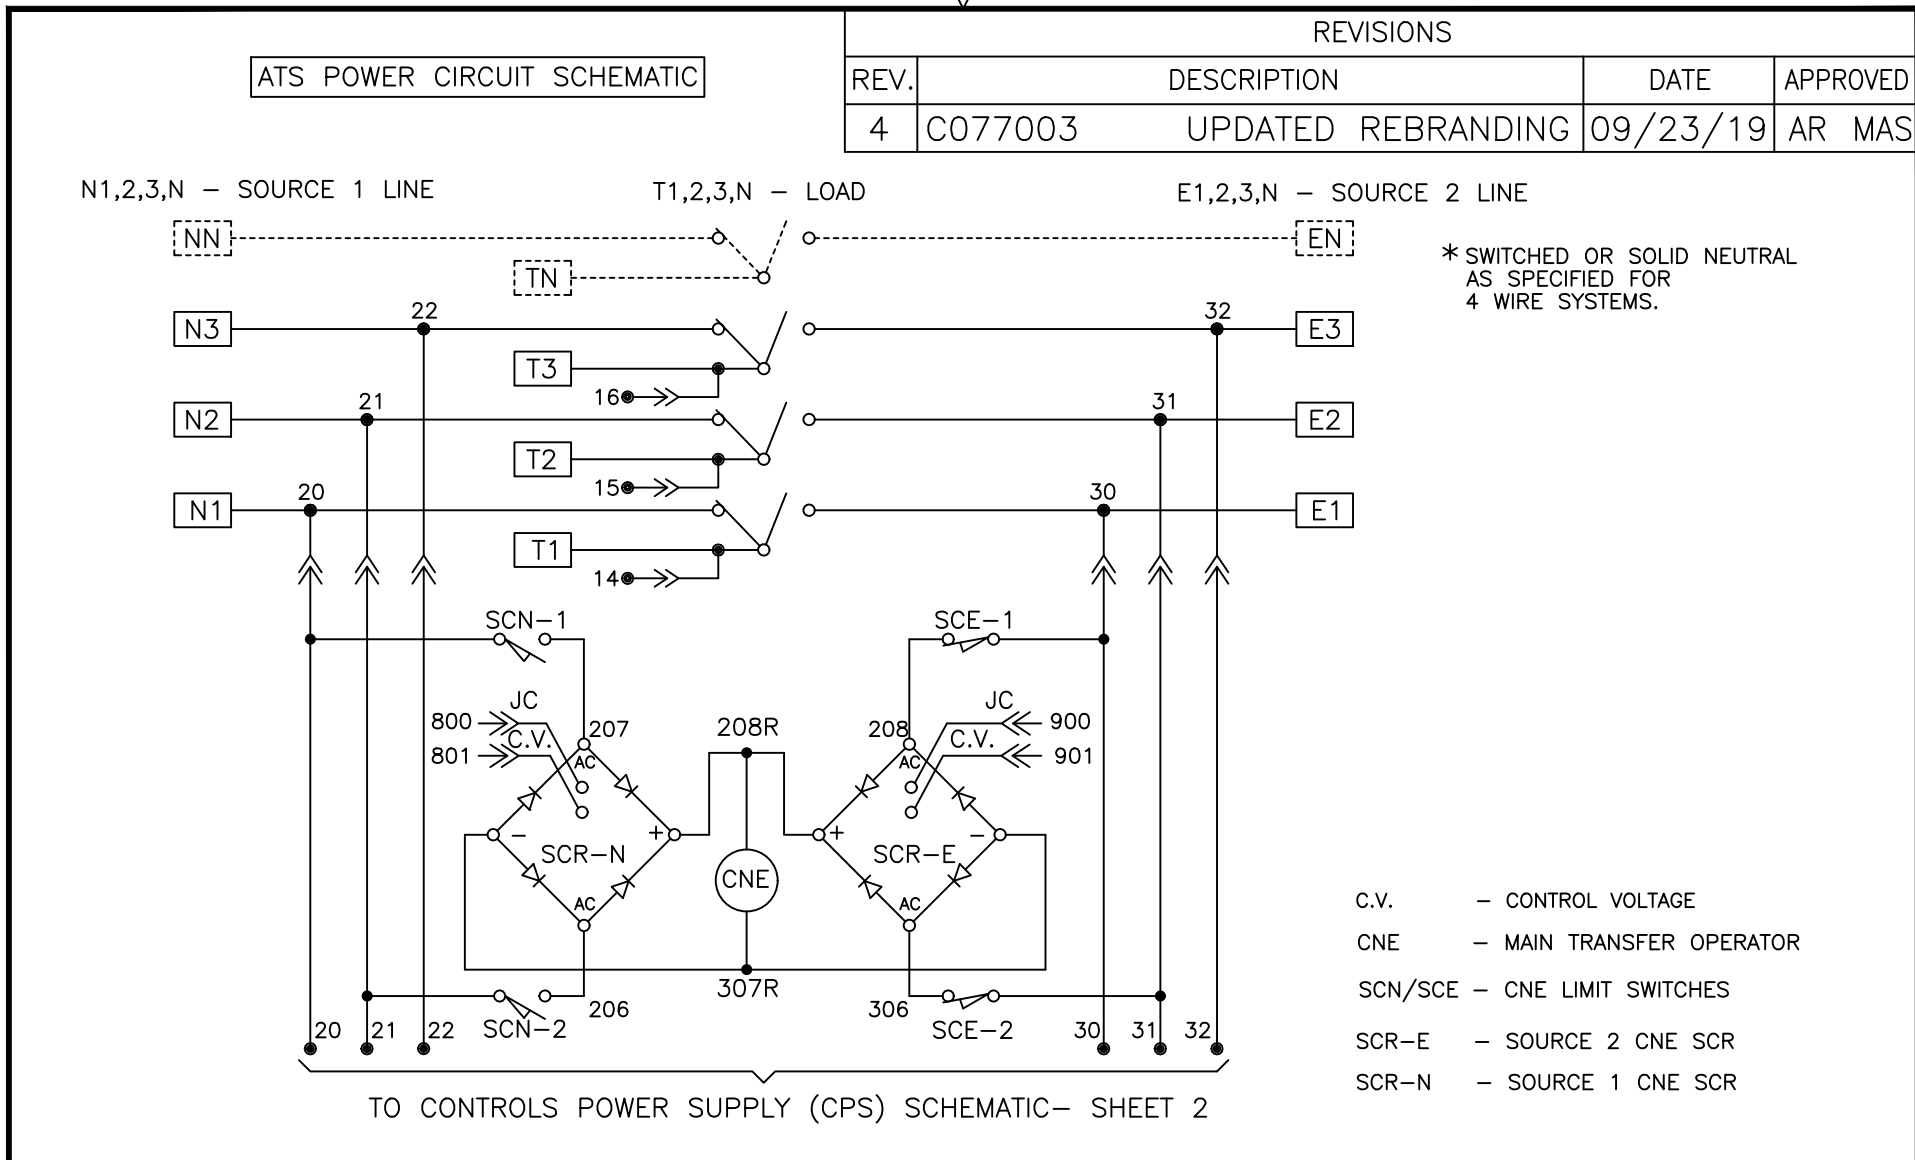 ATS POWER CIRCUIT SCHEMATIC
REVISIONS
REV. DESCRIPTION DATE APPROVED
4 C077003 UPDATED REBRANDING 09/23/19 AR MAS
N1,2,3,N – SOURCE 1 LINE
T1,2,3,N – LOAD
E1,2,3,N – SOURCE 2 LINE
NN
EN
TN
* SWITCHED OR SOLID NEUTRAL
AS SPECIFIED FOR
4 WIRE SYSTEMS.
N3
22
32
E3
T3
16
N2
21
31
E2
T2
15
N1
20
30
E1
T1
14
SCN–1
SCE–1
JC
JC
800
207
208R
208
900
C.V.
C.V.
801
901
AC
AC
–
+
+
–
SCR–N
SCR–E
CNE
AC
AC
307R
206
306
SCN–2
SCE–2
20
21
22
30
31
32
TO CONTROLS POWER SUPPLY (CPS) SCHEMATIC– SHEET 2
C.V. – CONTROL VOLTAGE
CNE – MAIN TRANSFER OPERATOR
SCN/SCE – CNE LIMIT SWITCHES
SCR–E – SOURCE 2 CNE SCR
SCR–N – SOURCE 1 CNE SCR